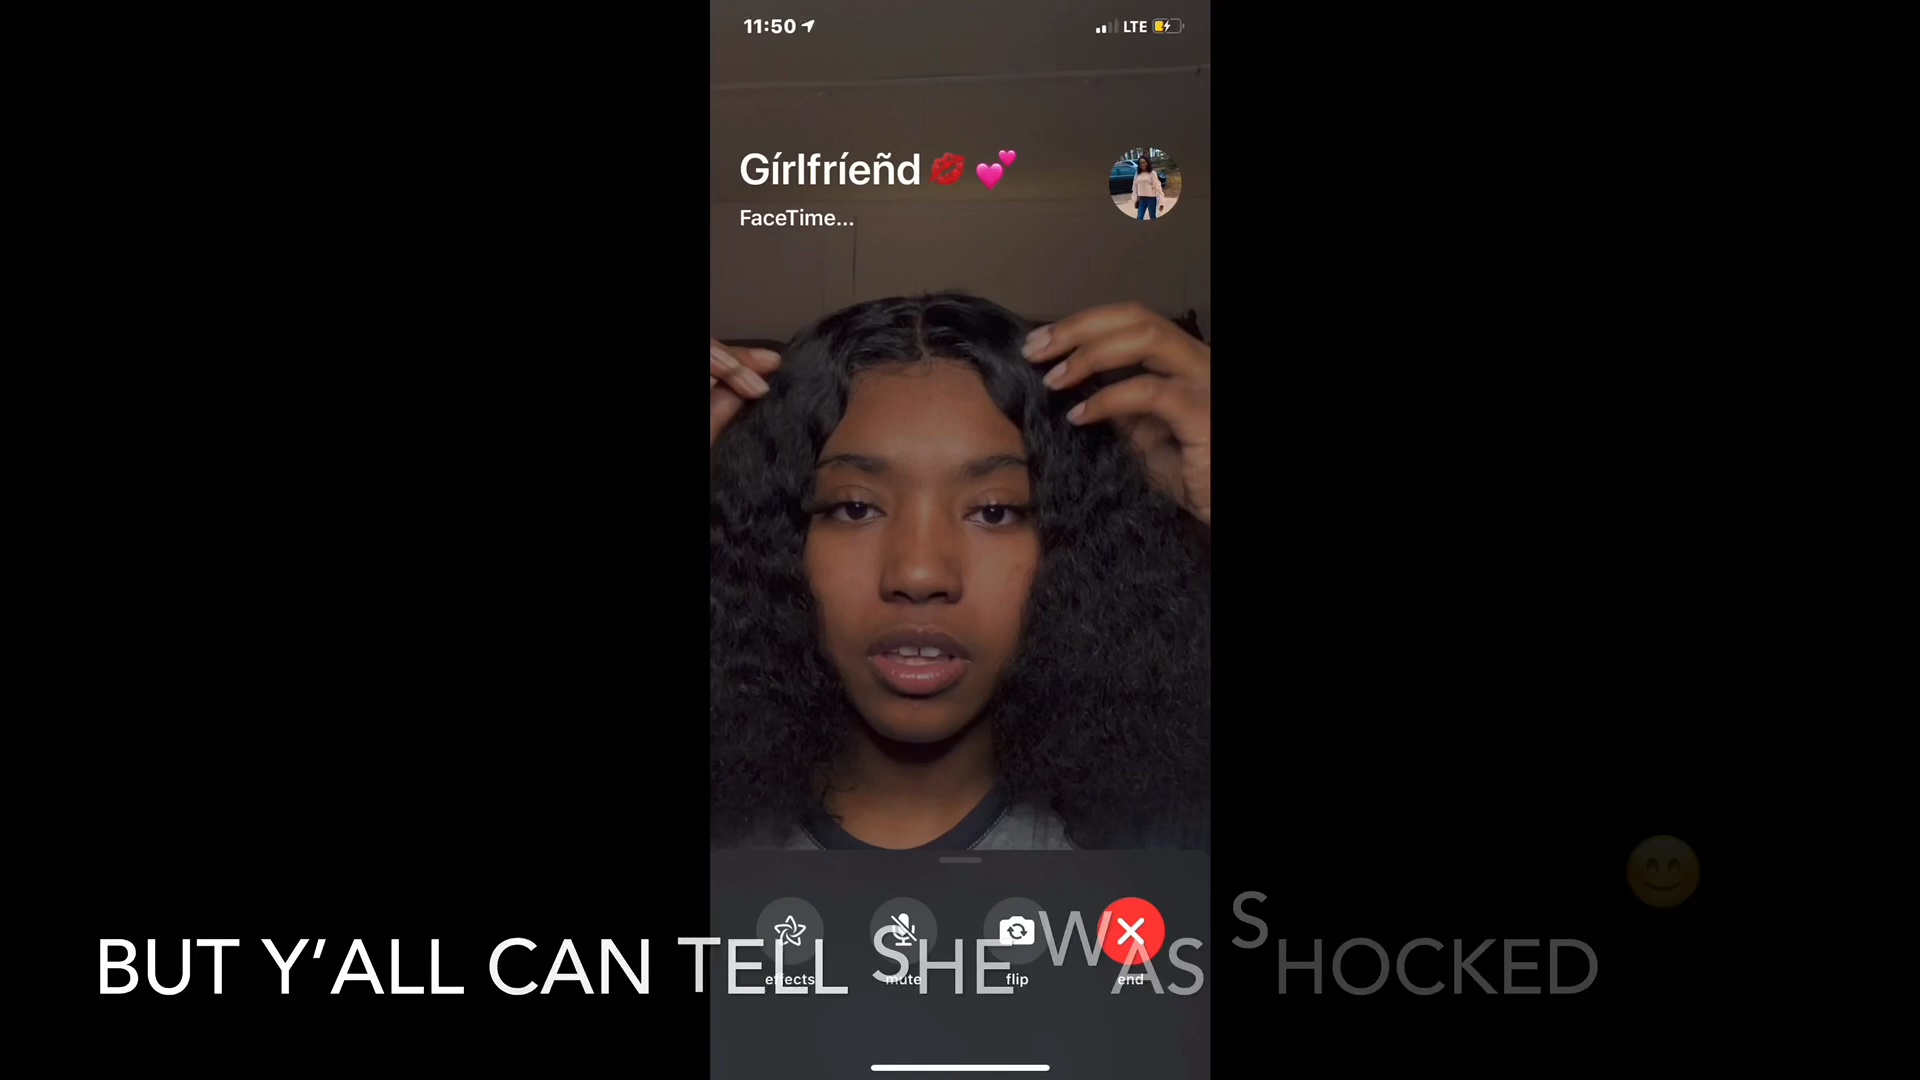 11:50
LTE
Gírlfríeñd💋💕
FaceTime...
effects mute flip end
BUT Y'ALL CAN TELL SHE WAS SHOCKED 😊